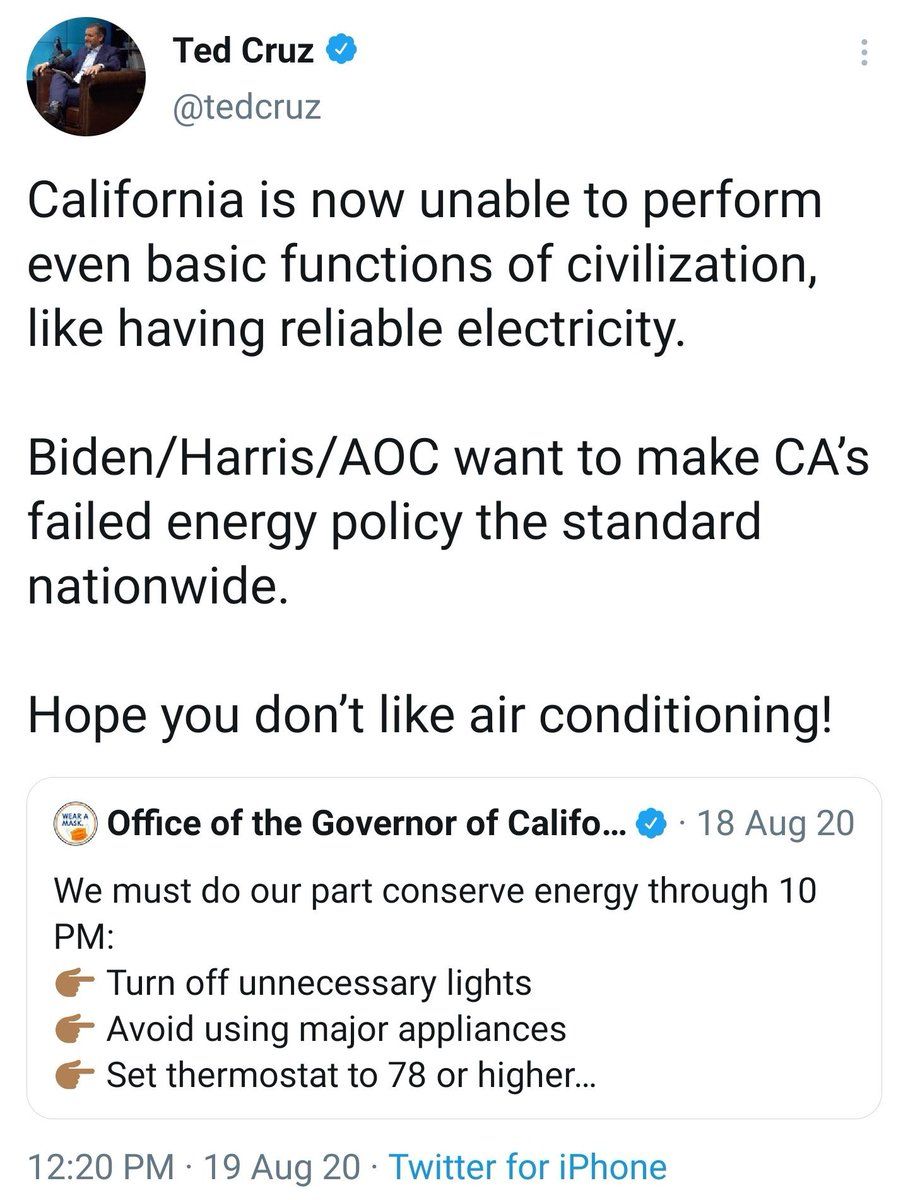 Ted Cruz
@tedcruz
California is now unable to perform
even basic functions of civilization,
like having reliable electricity.
Biden/Harris/AOC want to make CA’s
failed energy policy the standard
nationwide.
Hope you don’t like air conditioning!
WEAR A
MASK.
Office of the Governor of Califo... · 18 Aug 20
We must do our part conserve energy through 10
PM:
👉🏽 Turn off unnecessary lights
👉🏽 Avoid using major appliances
👉🏽 Set thermostat to 78 or higher...
12:20 PM · 19 Aug 20 · Twitter for iPhone